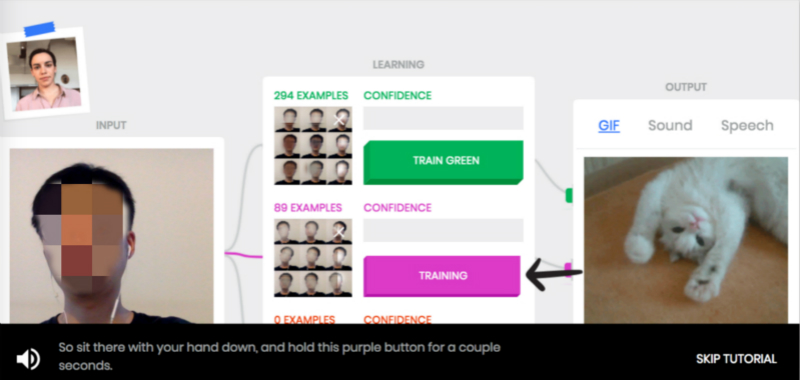 LEARNING
OUTPUT
INPUT
294 EXAMPLES
CONFIDENCE
TRAIN GREEN
GIF
Sound
Speech
89 EXAMPLES
CONFIDENCE
TRAINING
0 EXAMPLES
CONFIDENCE
So sit there with your hand down, and hold this purple button for a couple
seconds.
SKIP TUTORIAL